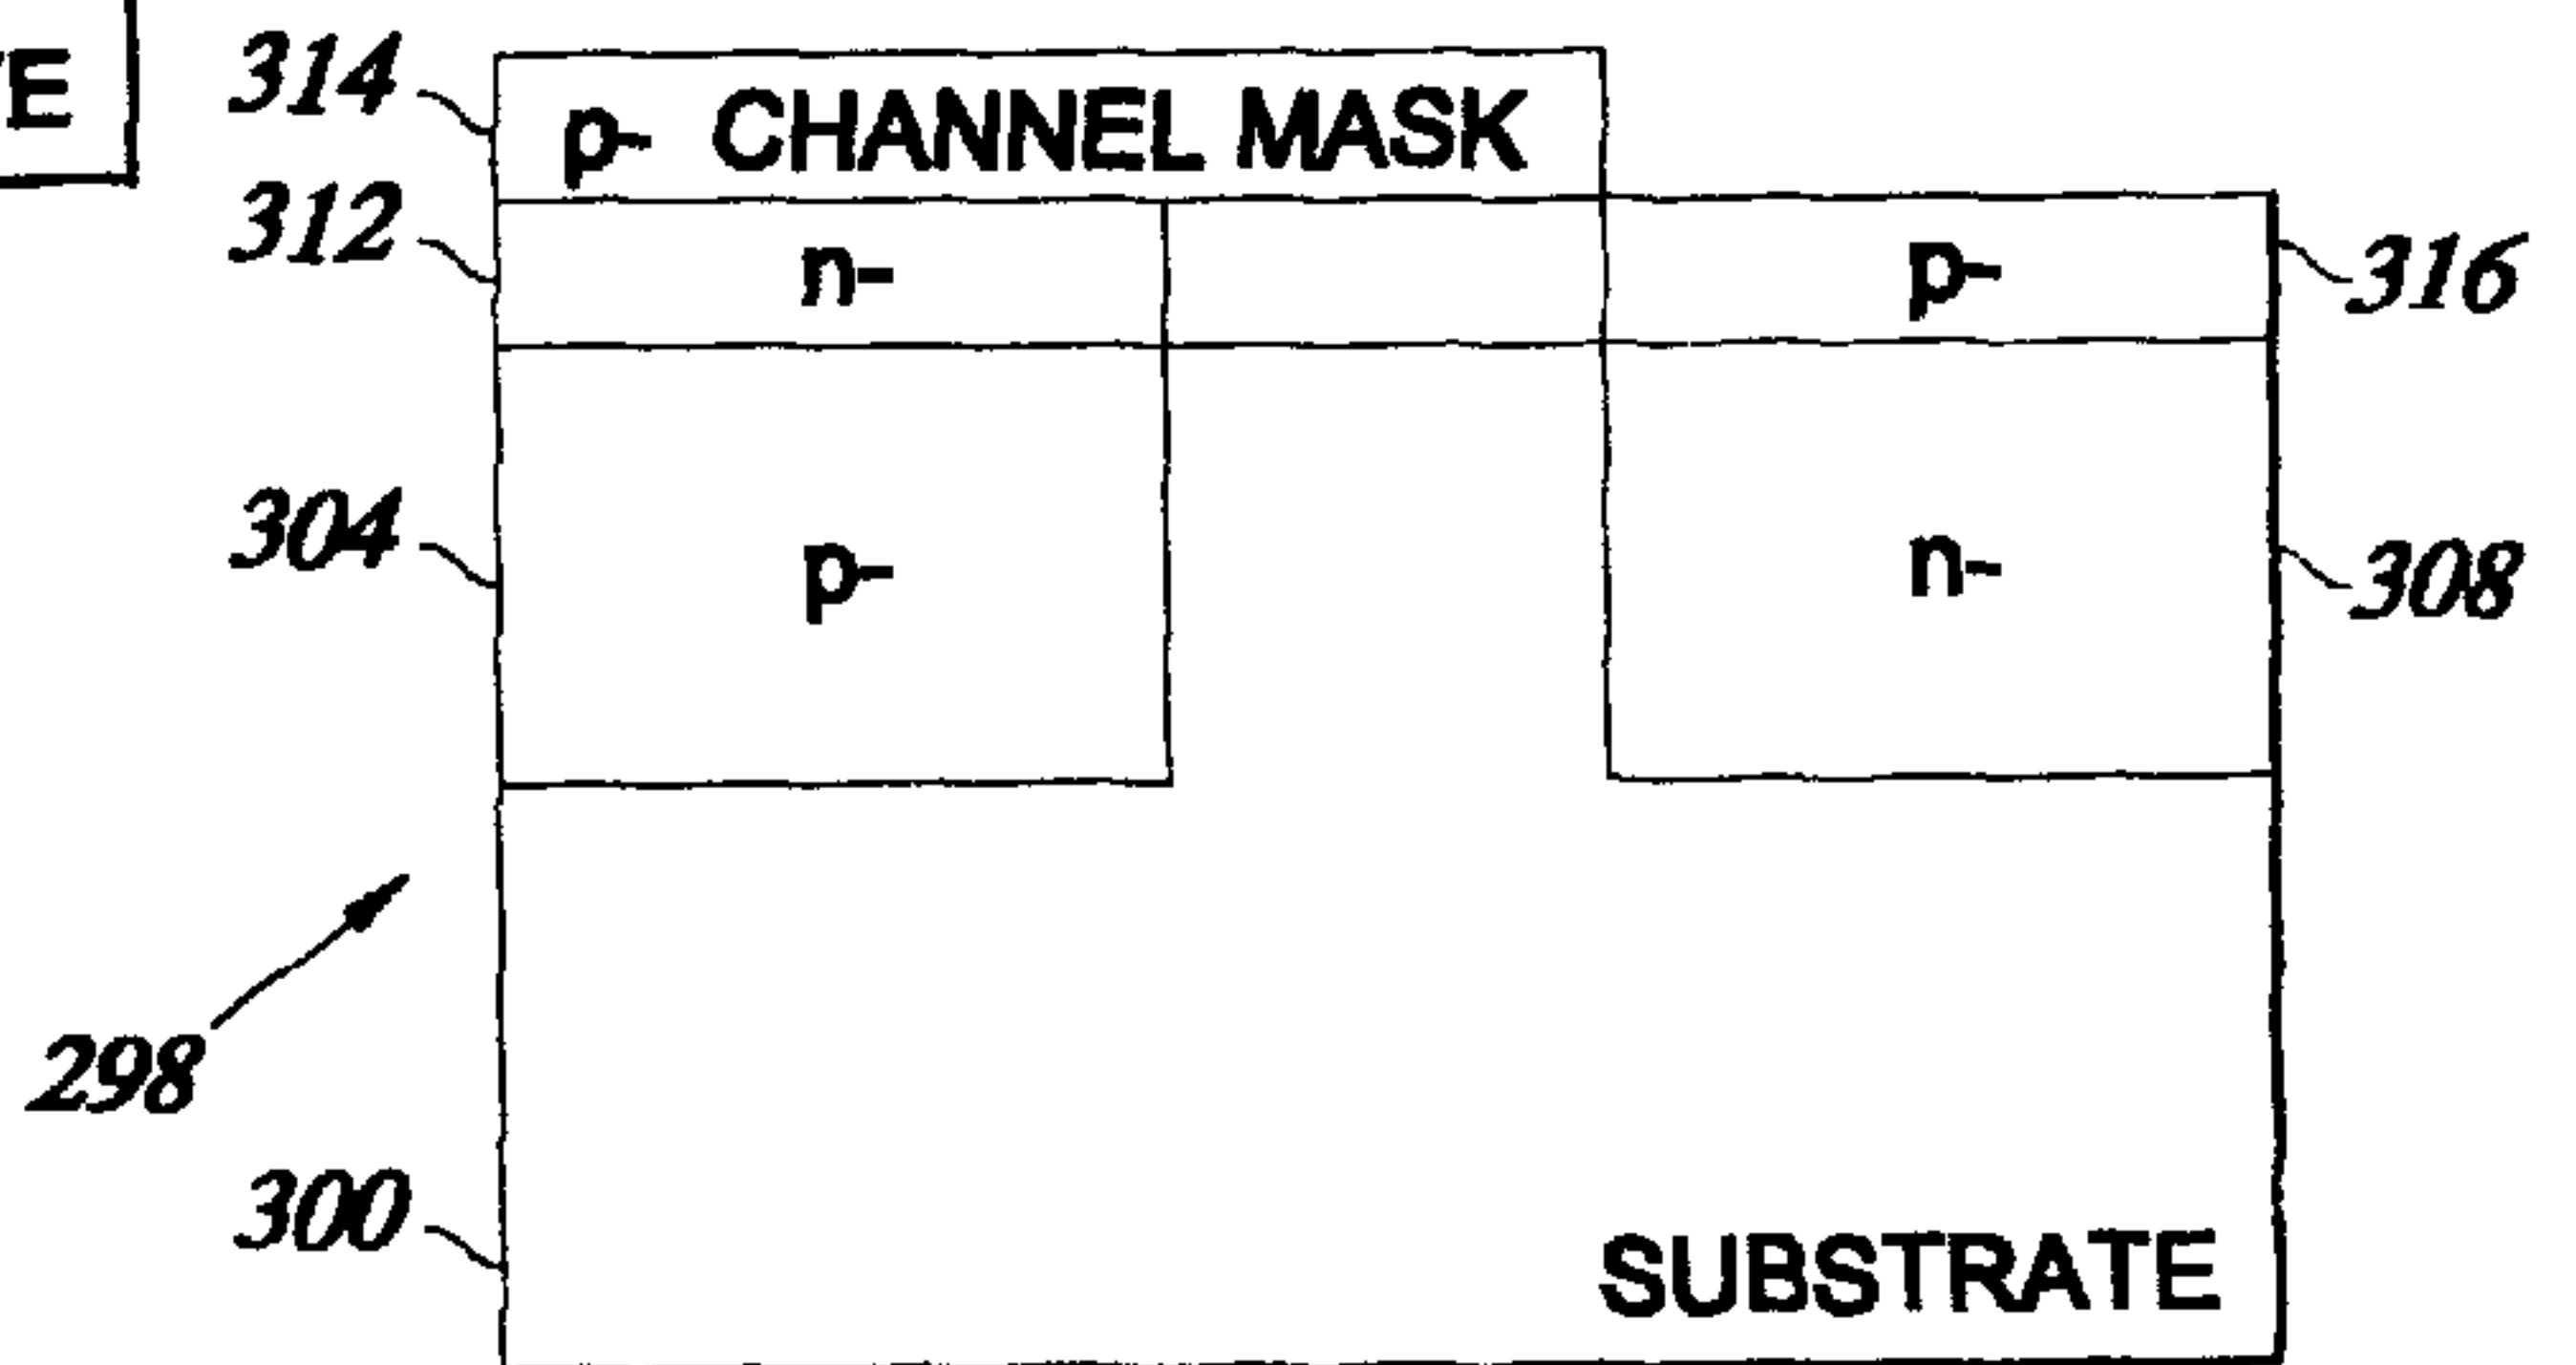 314
p- CHANNEL MASK
312
n-
p-
316
304
p-
n-
308
298
300
SUBSTRATE